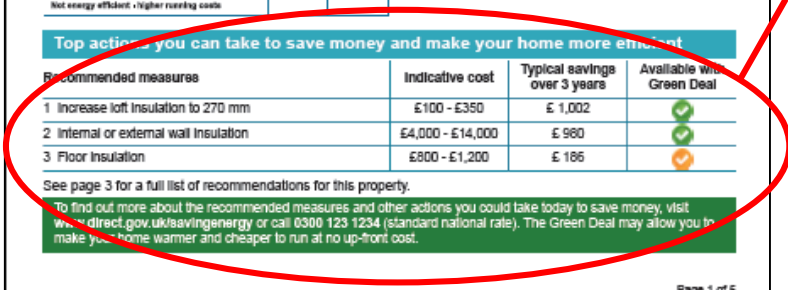 Not energy efficient - higher running costs
Top actions you can take to save money and make your home more efficient
Recommended measures Indicative cost Typical savings over 3 years Available with Green Deal
1 Increase loft insulation to 270 mm £100 - £350 £ 1,002
2 Internal or external wall insulation £4,000 - £14,000 £ 980
3 Floor insulation £800 - £1,200 £ 186
See page 3 for a full list of recommendations for this property.
To find out more about the recommended measures and other actions you could take today to save money, visit
www.direct.gov.uk/savingenergy or call 0300 123 1234 (standard national rate). The Green Deal may allow you to
make your home warmer and cheaper to run at no up-front cost.
Page 1 of 5